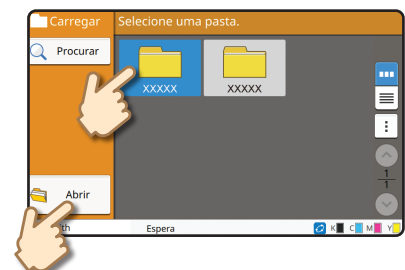 Carregar
Selecione uma pasta.
Procurar
XXXXX
XXXXX
1
1
Abrir
Espera
K C M Y